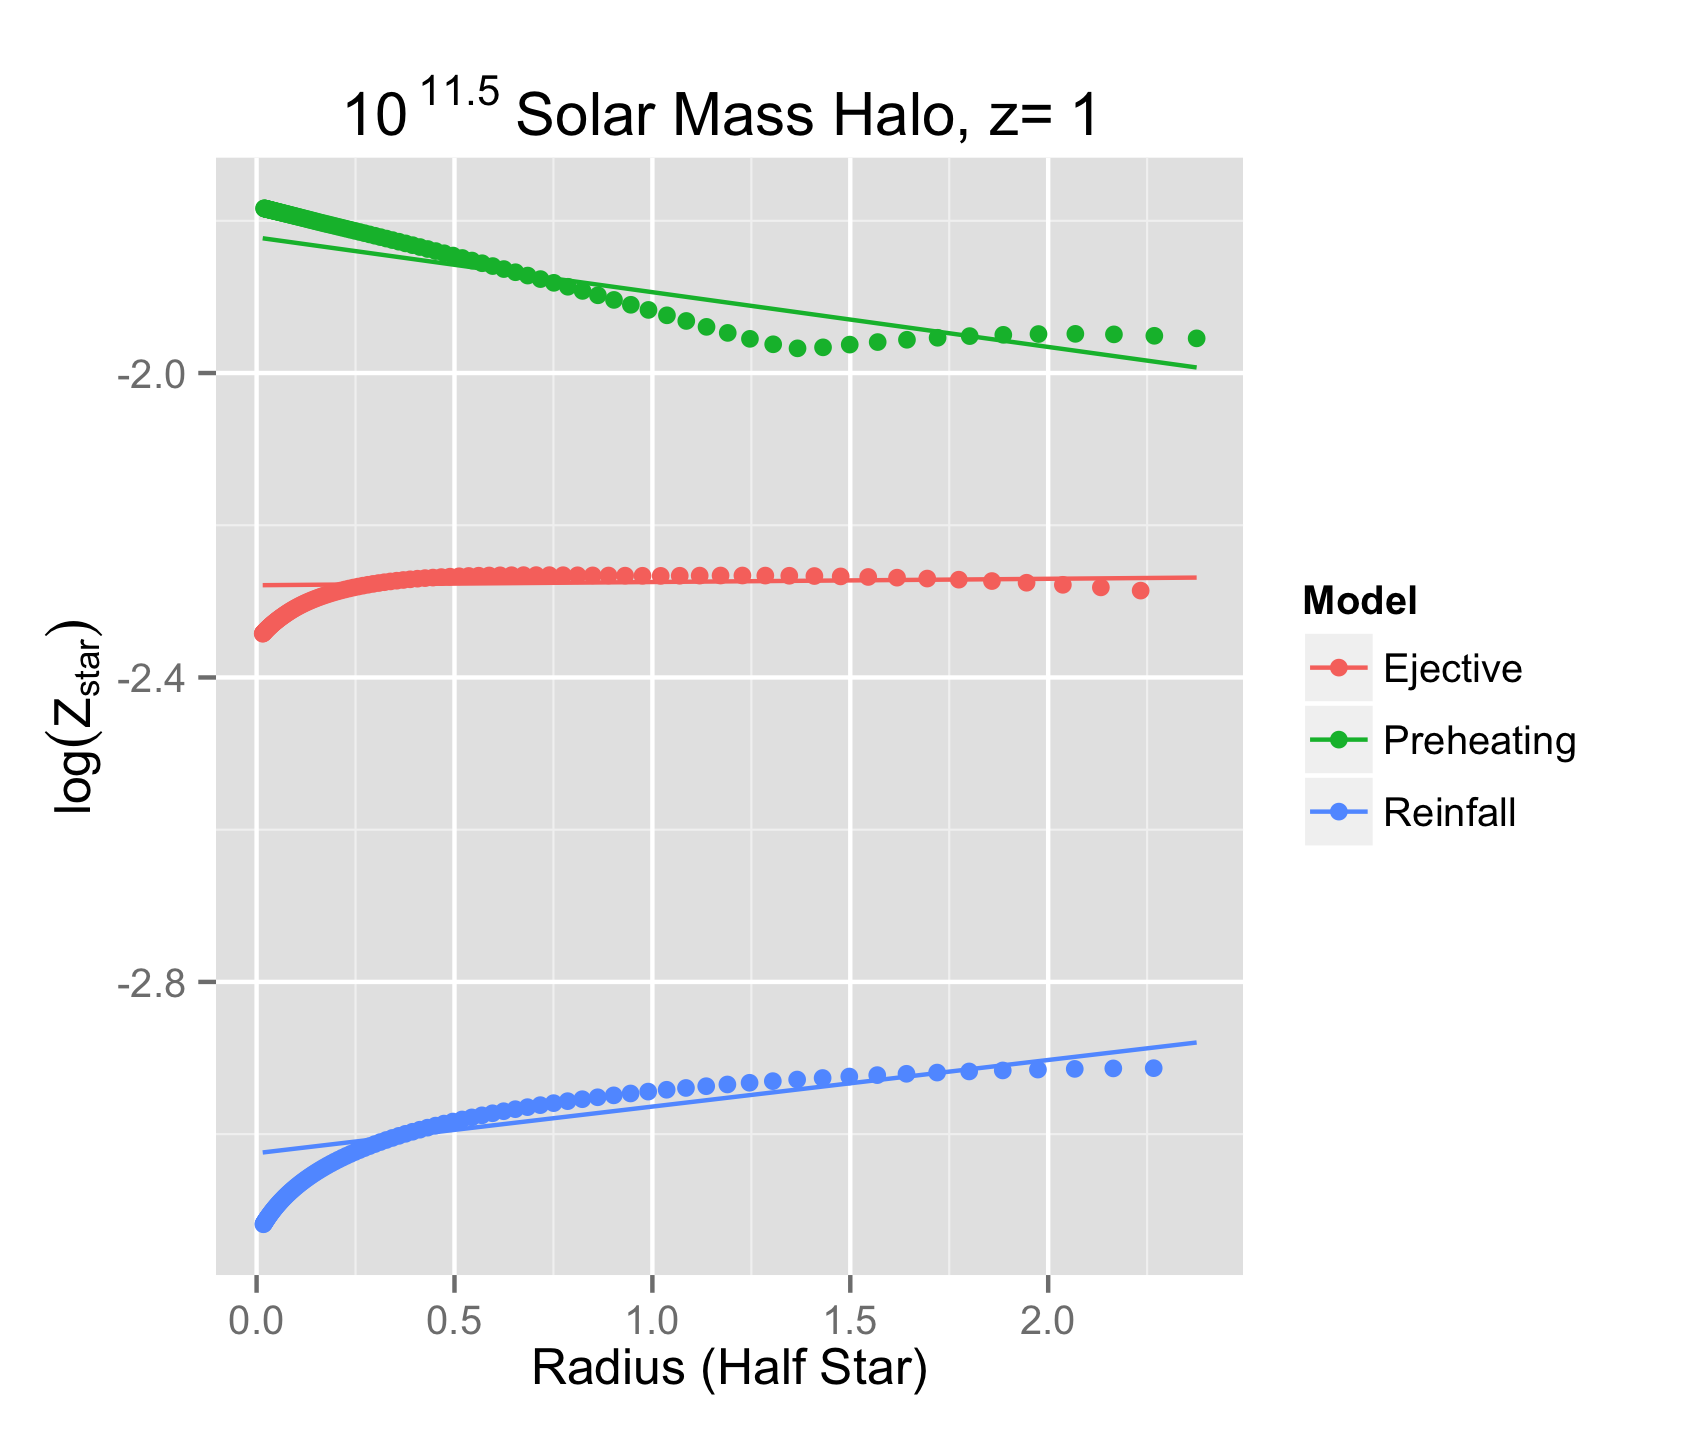 10 11.5 Solar Mass Halo, z= 1
-2.0
-2.4
-2.8
log(Zstar)
0.0 0.5 1.0 1.5 2.0
Radius (Half Star)
Model
Ejective
Preheating
Reinfall